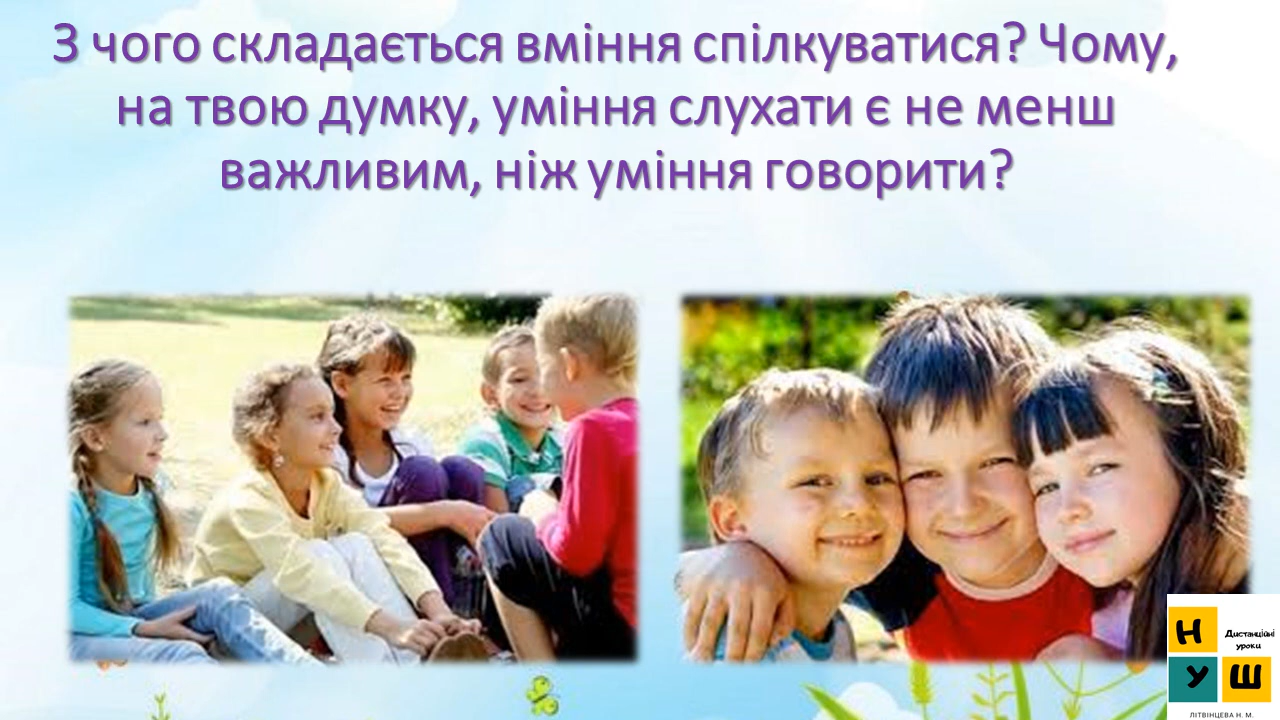 З чого складається вміння спілкуватися? Чому,
на твою думку, уміння слухати є не менш
важливим, ніж уміння говорити?
Н
Дистанційні
уроки
У Ш
ЛІТВІНЦЕВА Н. М.